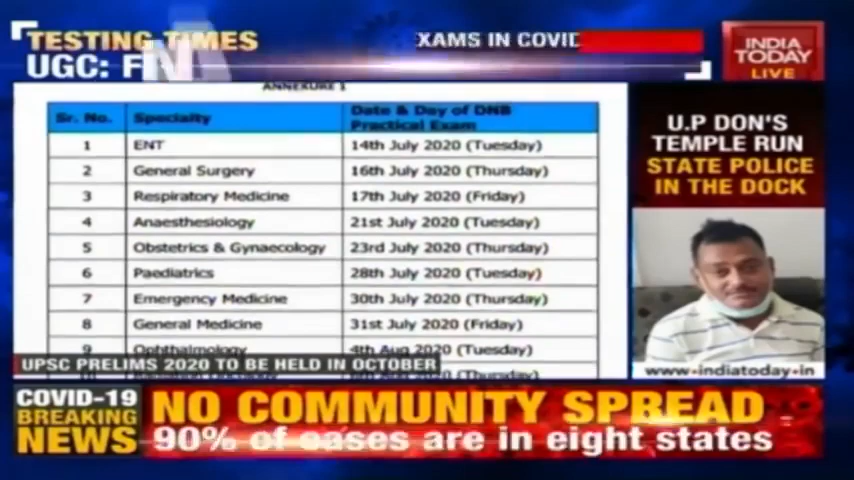 TESTING TIMES
XAMS IN COVID
UGC: F
INDIA
TODAY
LIVE
ANNEXURE 1
Sr. No. Specialty Date & Day of DNB
Practical Exam
1 ENT 14th July 2020 (Tuesday)
2 General Surgery 16th July 2020 (Thursday)
3 Respiratory Medicine 17th July 2020 (Friday)
4 Anaesthesiology 21st July 2020 (Tuesday)
5 Obstetrics & Gynaecology 23rd July 2020 (Thursday)
6 Paediatrics 28th July 2020 (Tuesday)
7 Emergency Medicine 30th July 2020 (Thursday)
8 General Medicine 31st July 2020 (Friday)
9 Ophthalmology 4th Aug 2020 (Tuesday)
(Thursday)
U.P DON'S
TEMPLE RUN
STATE POLICE
IN THE DOCK
www.indiatoday.in
UPSC PRELIMS 2020 TO BE HELD IN OCTOBER
COVID-19
BREAKING
NEWS
NO COMMUNITY SPREAD
90% of cases are in eight states